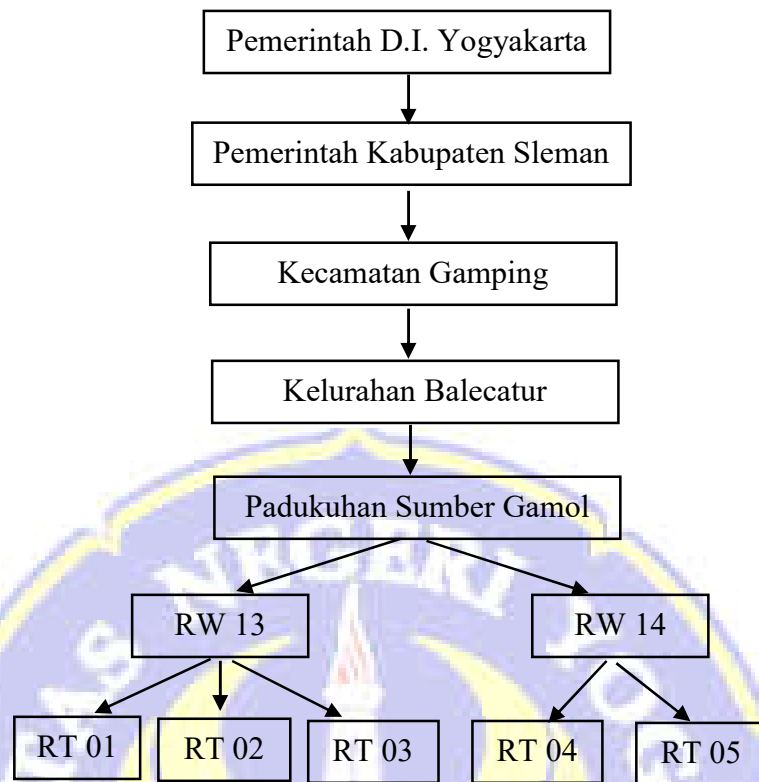 Pemerintah D.I. Yogyakarta
Pemerintah Kabupaten Sleman
Kecamatan Gamping
Kelurahan Balecatur
Padukuhan Sumber Gamol
NEGERI
RW 13
RW 14
RT 01
RT 02
RT 03
RT 04
RT 05